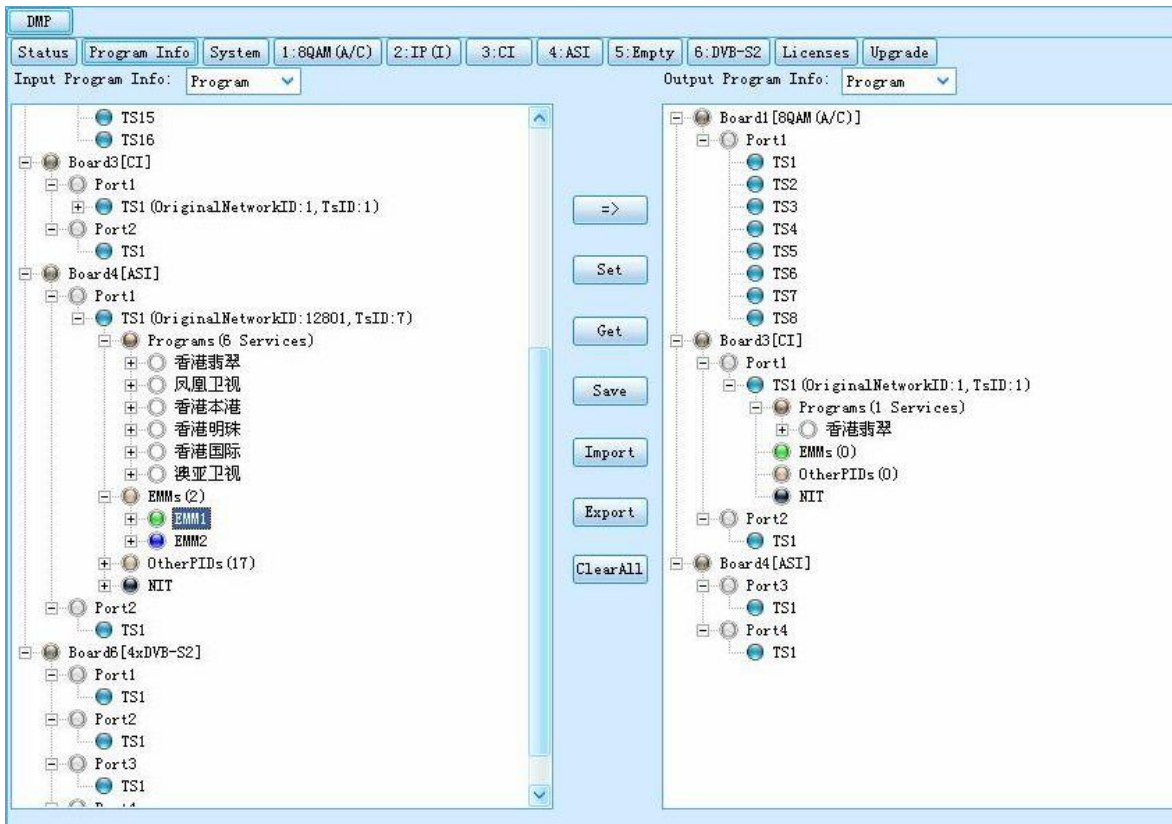 DMP
Status Program Info System 1:8QAM(A/C) 2:IP(I) 3:CI 4:ASI 5:Empty 6:DVB-S2 Licenses Upgrade
Input Program Info: Program
Output Program Info: Program
TS15
TS16
Board3[CI]
Port1
TS1(OriginalNetworkID:1,TsID:1)
Port2
TS1
Board4[ASI]
Port1
TS1(OriginalNetworkID:12801,TsID:7)
Programs(6 Services)
香港翡翠
凤凰卫视
香港本港
香港明珠
香港国际
澳亚卫视
EMMs(2)
EMM1
EMM2
OtherPIDs(17)
NIT
Port2
TS1
Board6[4xDVB-S2]
Port1
TS1
Port2
TS1
Port3
TS1
=>
Set
Get
Save
Import
Export
ClearAll
Board1[8QAM(A/C)]
Port1
TS1
TS2
TS3
TS4
TS5
TS6
TS7
TS8
Board3[CI]
Port1
TS1(OriginalNetworkID:1,TsID:1)
Programs(1 Services)
香港翡翠
EMMs(0)
OtherPIDs(0)
NIT
Port2
TS1
Board4[ASI]
Port3
TS1
Port4
TS1